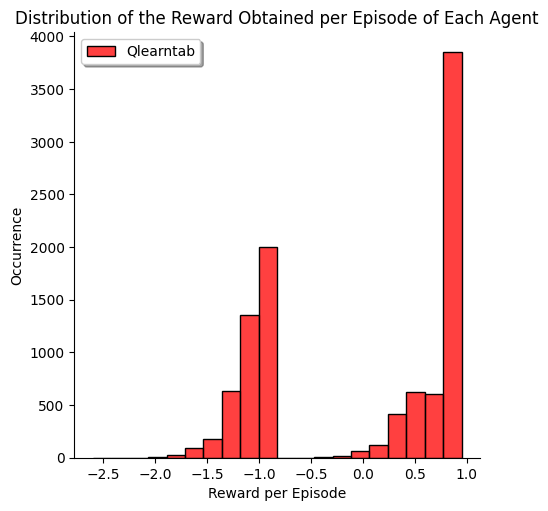 Distribution of the Reward Obtained per Episode of Each Agent
Qlearntab
4000
3500
3000
2500
2000
1500
1000
500
0
Occurrence
−2.5 −2.0 −1.5 −1.0 −0.5 0.0 0.5 1.0
Reward per Episode